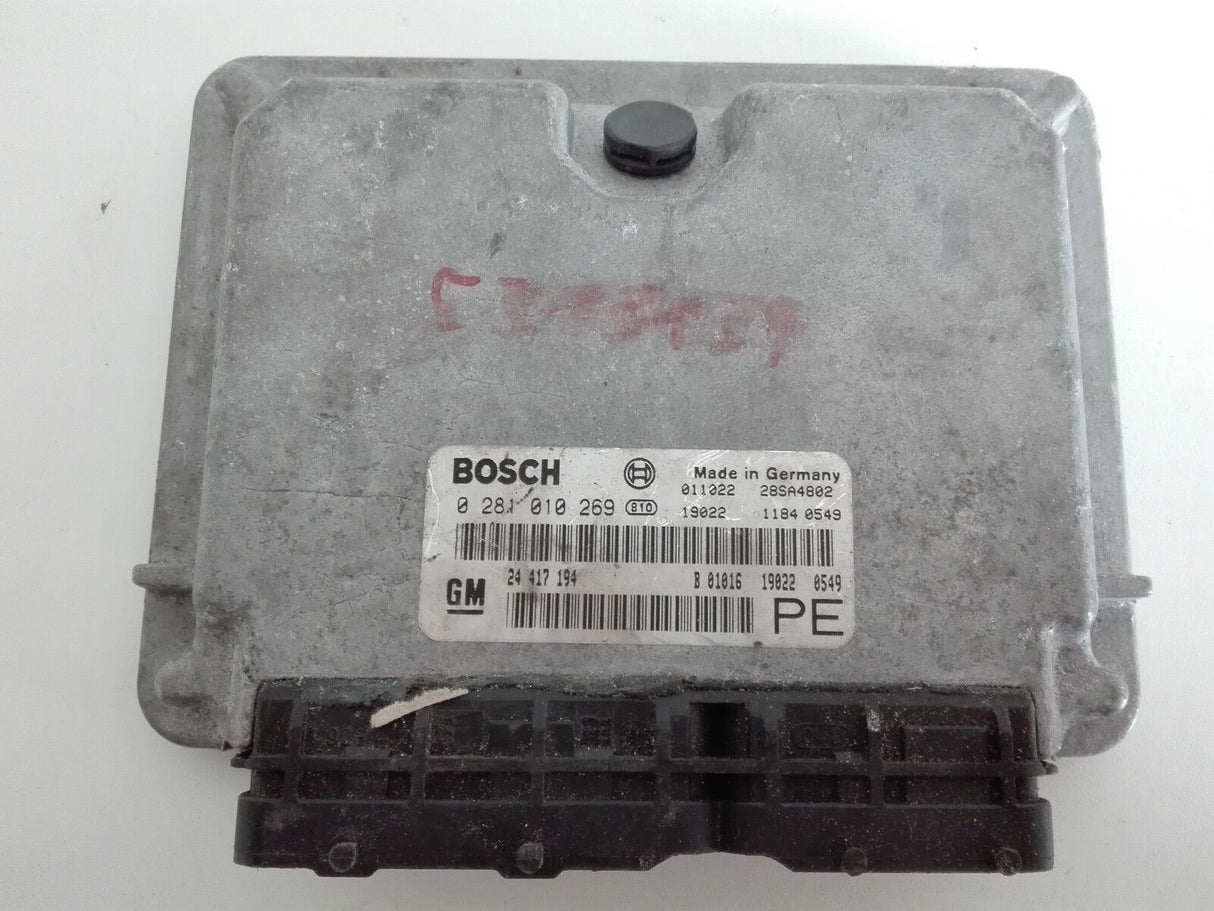 BOSCH Made in Germany
011022 28SA4802
0 281 010 269 810 19022 1184 0549
24 417 194 B 01016 19022 0549
GM PE